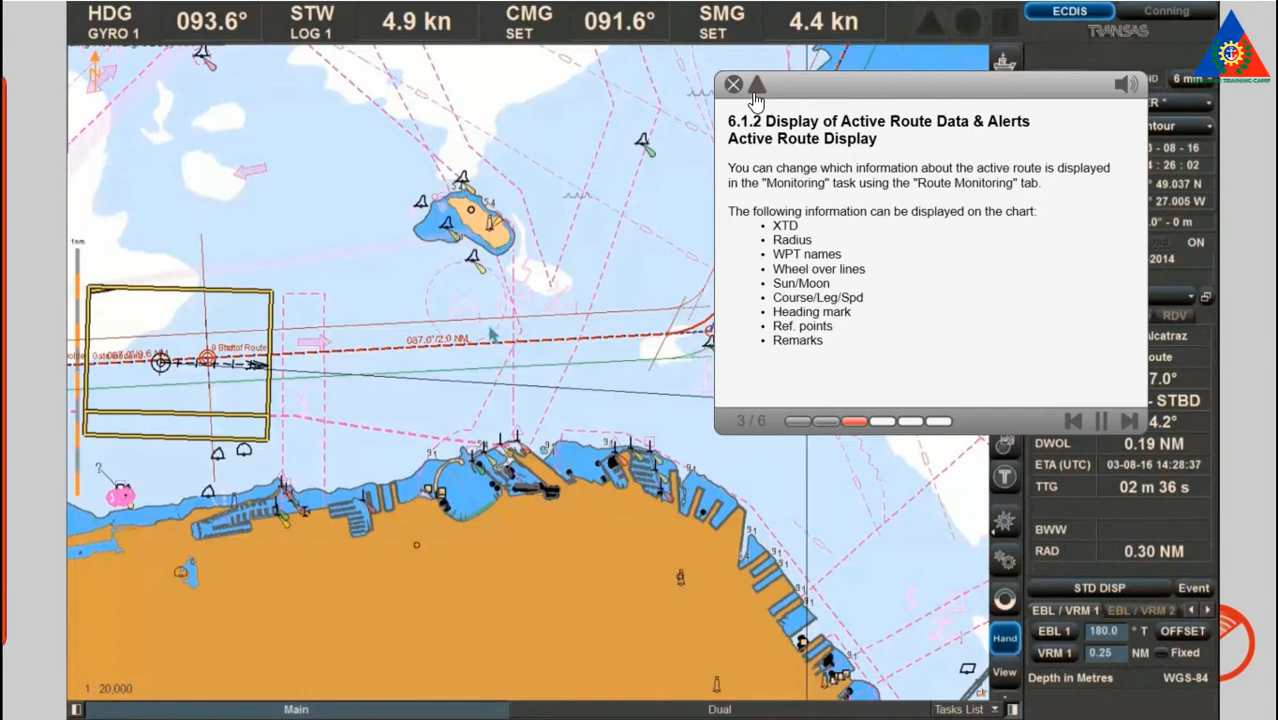 HDG
GYRO 1
093.6°
STW
LOG 1
4.9 kn
CMG
SET
091.6°
SMG
SET
4.4 kn
ECDIS
Conning
TRANSAS
6 min
6.1.2 Display of Active Route Data & Alerts
Active Route Display
You can change which information about the active route is displayed
in the "Monitoring" task using the "Route Monitoring" tab.
The following information can be displayed on the chart:
• XTD
• Radius
• WPT names
• Wheel over lines
• Sun/Moon
• Course/Leg/Spd
• Heading mark
• Ref. points
• Remarks
3 / 6
ER °
ntour
3 - 08 - 16
4 : 26 : 02
° 49.037 N
° 27.005 W
.0° - 0 m
ON
-2014
RDV
lcatraz
oute
7.0°
- STBD
4.2°
DWOL
0.19 NM
ETA (UTC)
03-08-16 14:28:37
TTG
02 m 36 s
BWW
RAD
0.30 NM
STD DISP
Event
EBL / VRM 1
EBL / VRM 2
EBL 1
180.0
° T
OFFSET
VRM 1
0.25
NM
Fixed
Depth in Metres
WGS-84
Hand
View
1nm
087.0°/2.0 NM
1 : 20,000
Main
Dual
Tasks List